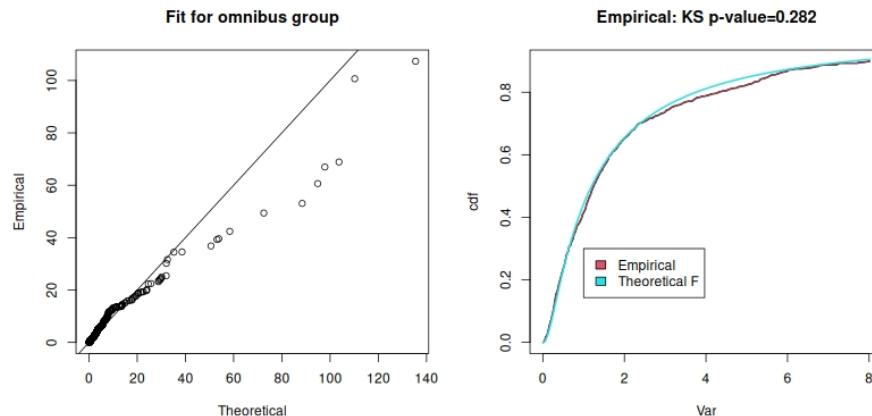 Fit for omnibus group
Empirical
100
80
60
40
20
0
0 20 40 60 80 100 120 140
Theoretical
Empirical: KS p-value=0.282
cdf
0.8
0.6
0.4
0.2
0.0
Empirical
Theoretical F
0 2 4 6 8
Var